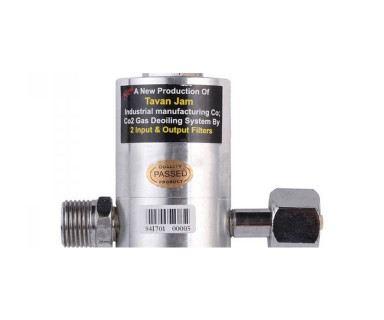 A New Production Of
Tavan Jam
Industrial manufacturing Co;
Co2 Gas Deoiling System By
2 Input & Output Filters
QUALITY
PASSED
PRODUCT
941701 00005